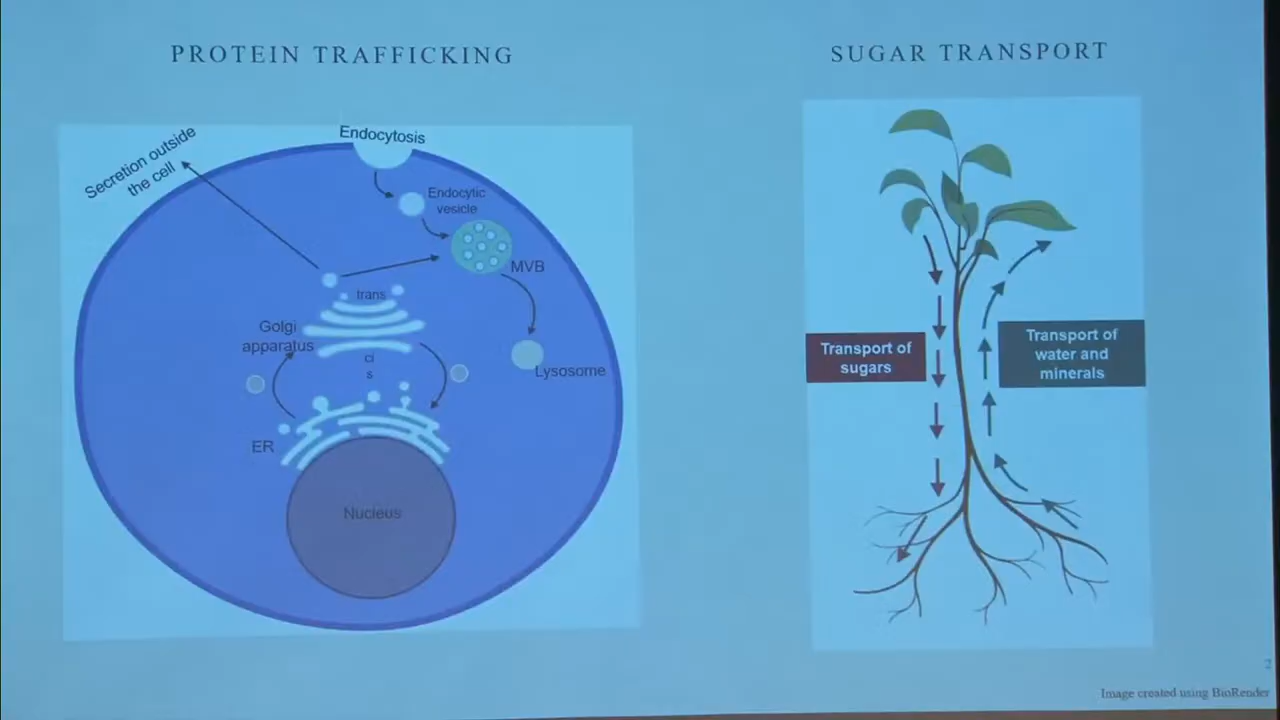 PROTEIN TRAFFICKING
SUGAR TRANSPORT
Secretion outside
the cell
Endocytosis
Endocytic
vesicle
MVB
trans
Golgi
apparatus
ci
s
Lysosome
ER
Nucleus
Transport of
sugars
Transport of
water and
minerals
2
Image created using BioRender